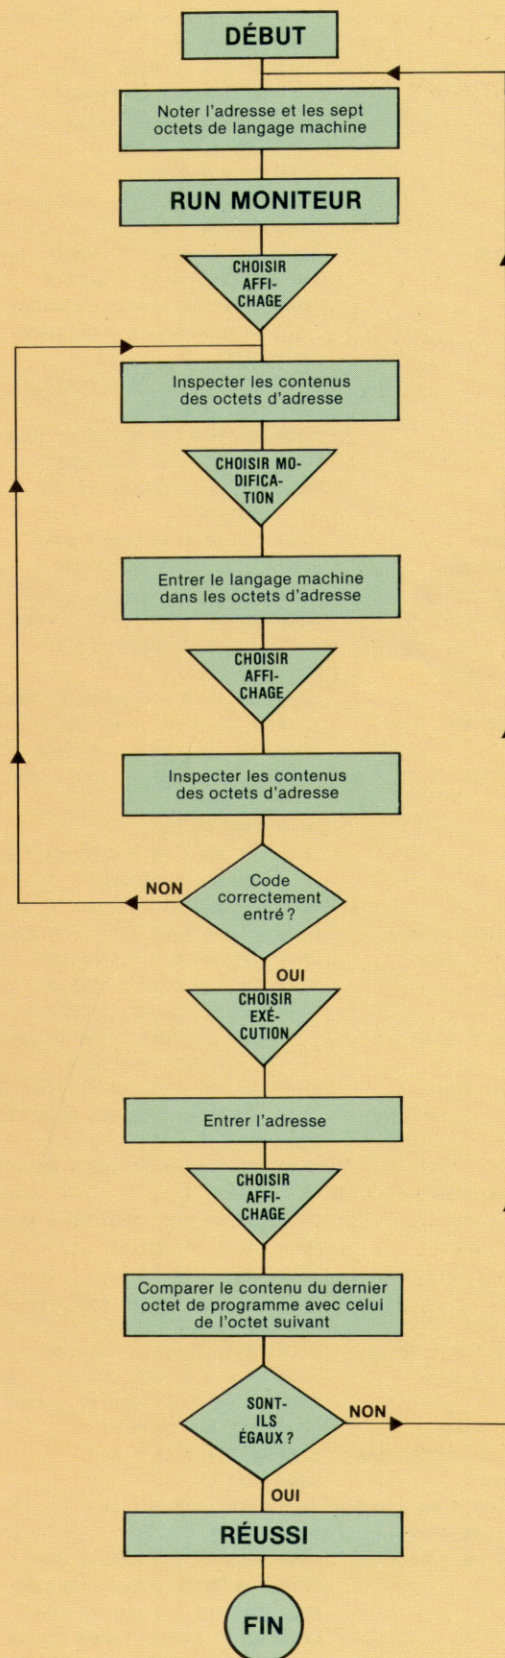 DÉBUT
Noter l'adresse et les sept
octets de langage machine
RUN MONITEUR
CHOISIR
AFFI-
CHAGE
Inspecter les contenus
des octets d'adresse
CHOISIR MO-
DIFICA-
TION
Entrer le langage machine
dans les octets d'adresse
CHOISIR
AFFI-
CHAGE
Inspecter les contenus
des octets d'adresse
NON
Code
correctement
entré ?
OUI
CHOISIR
EXÉ-
CUTION
Entrer l'adresse
CHOISIR
AFFI-
CHAGE
Comparer le contenu du dernier
octet de programme avec celui
de l'octet suivant
SONT-
ILS
ÉGAUX ?
NON
OUI
RÉUSSI
FIN